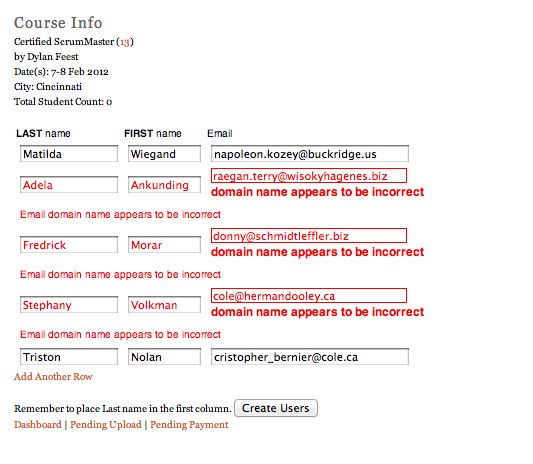 Course Info
Certified ScrumMaster (13)
by Dylan Feest
Date(s): 7-8 Feb 2012
City: Cincinnati
Total Student Count: 0
LAST name FIRST name Email
Matilda Wiegand napoleon.kozey@buckridge.us
Adela Ankunding raegan.terry@wisokyhagenes.biz
domain name appears to be incorrect
Email domain name appears to be incorrect
Fredrick Morar donny@schmidtleffler.biz
domain name appears to be incorrect
Email domain name appears to be incorrect
Stephany Volkman cole@hermandooley.ca
domain name appears to be incorrect
Email domain name appears to be incorrect
Triston Nolan cristopher_bernier@cole.ca
Add Another Row
Remember to place Last name in the first column. Create Users
Dashboard | Pending Upload | Pending Payment